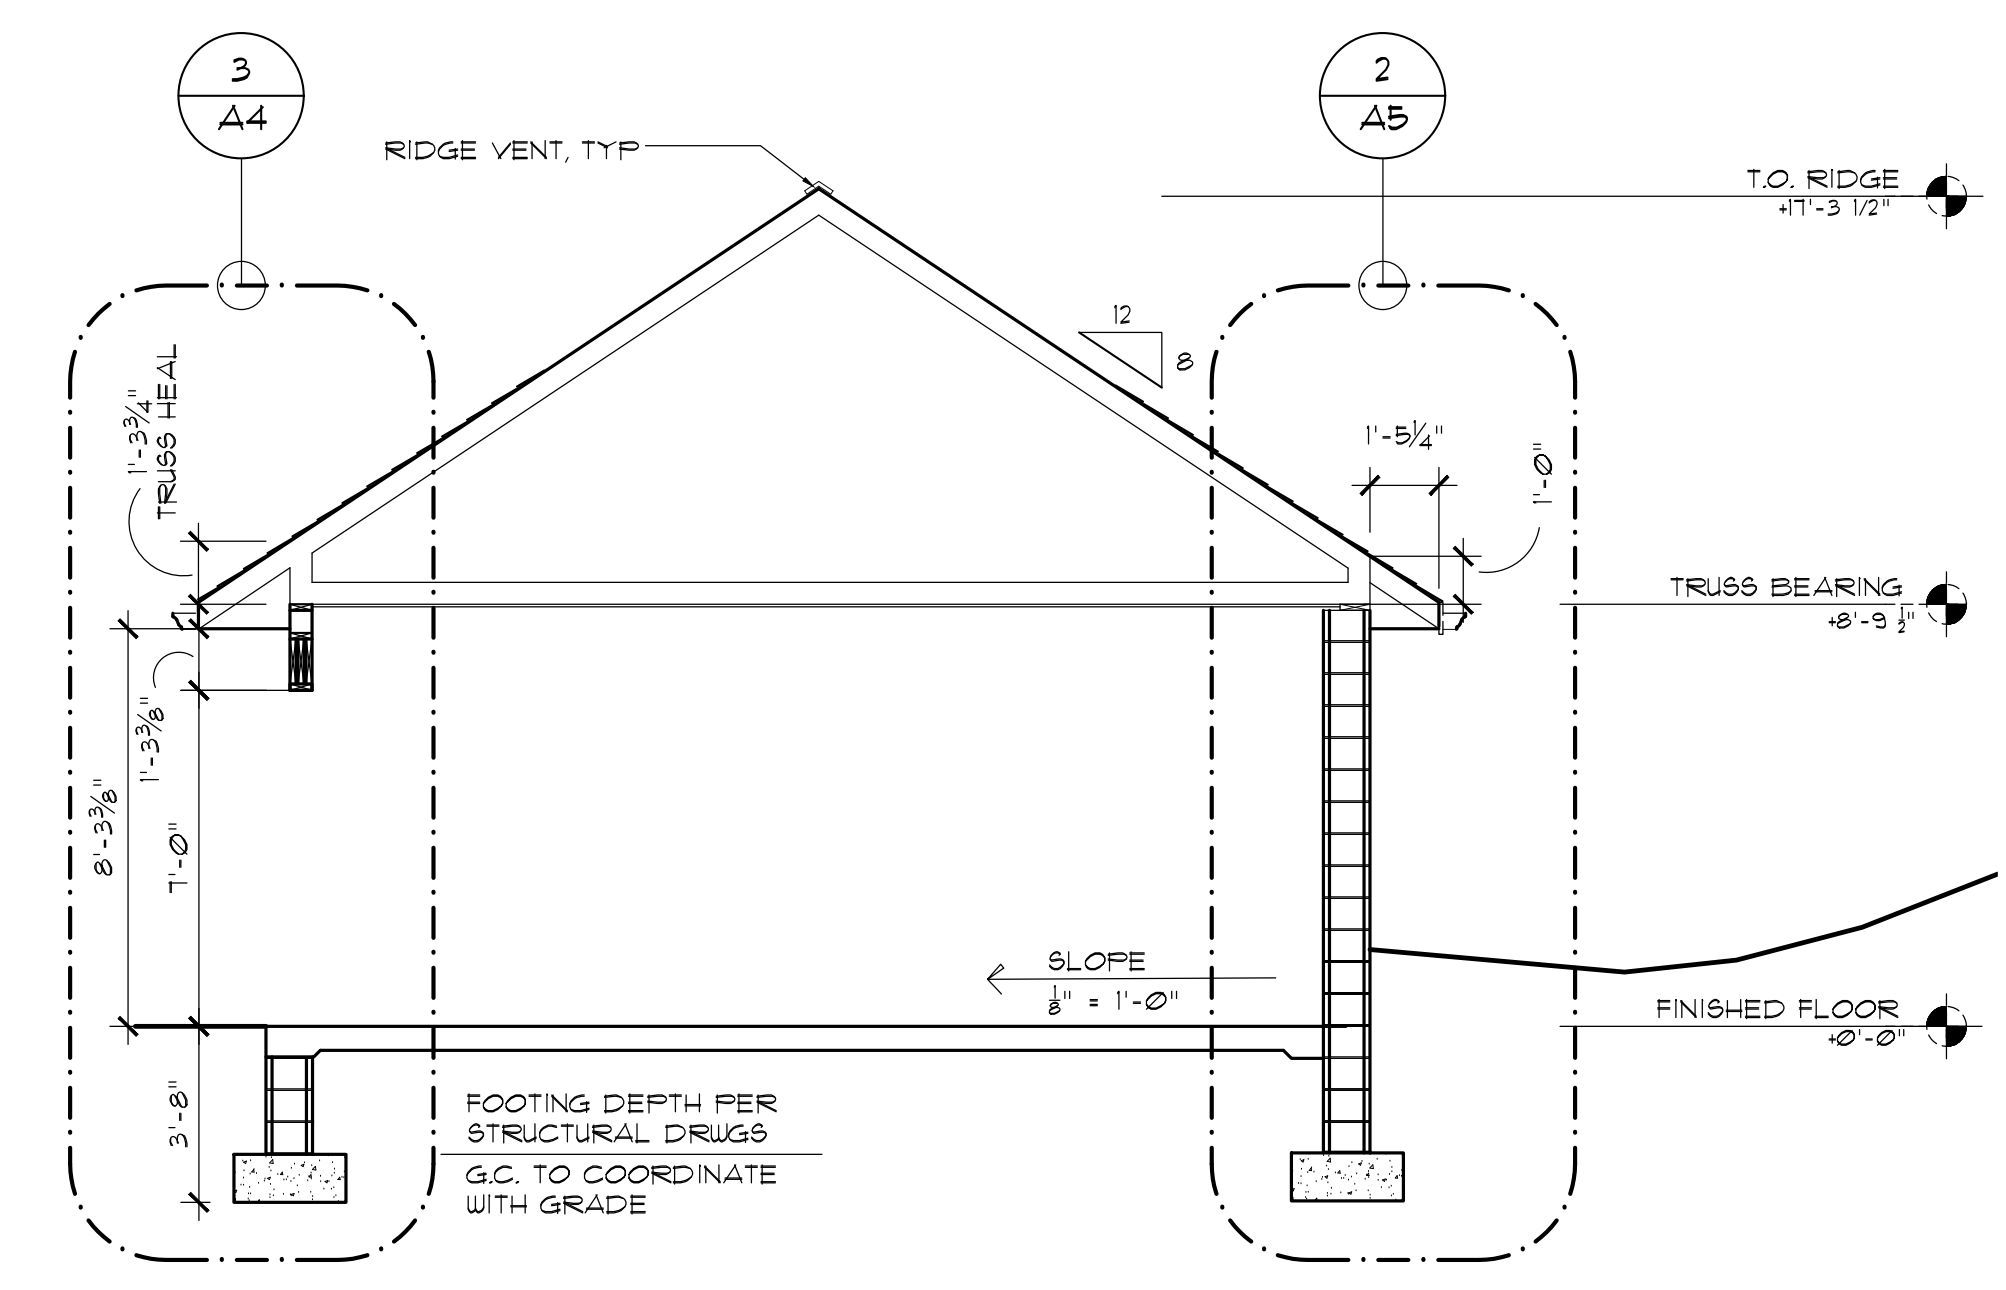 3
A4
2
A5
RIDGE VENT, TYP
T.O. RIDGE
+17'-3 1/2"
12
8
1'-3¾"
TRUSS HEAL
1'-5¼"
1'-0"
TRUSS BEARING
+8'-9 ½"
1'-3⅜"
8'-3⅜"
7'-0"
SLOPE
⅛" = 1'-0"
FINISHED FLOOR
+0'-0"
3'-8"
FOOTING DEPTH PER
STRUCTURAL DRWGS
G.C. TO COORDINATE
WITH GRADE